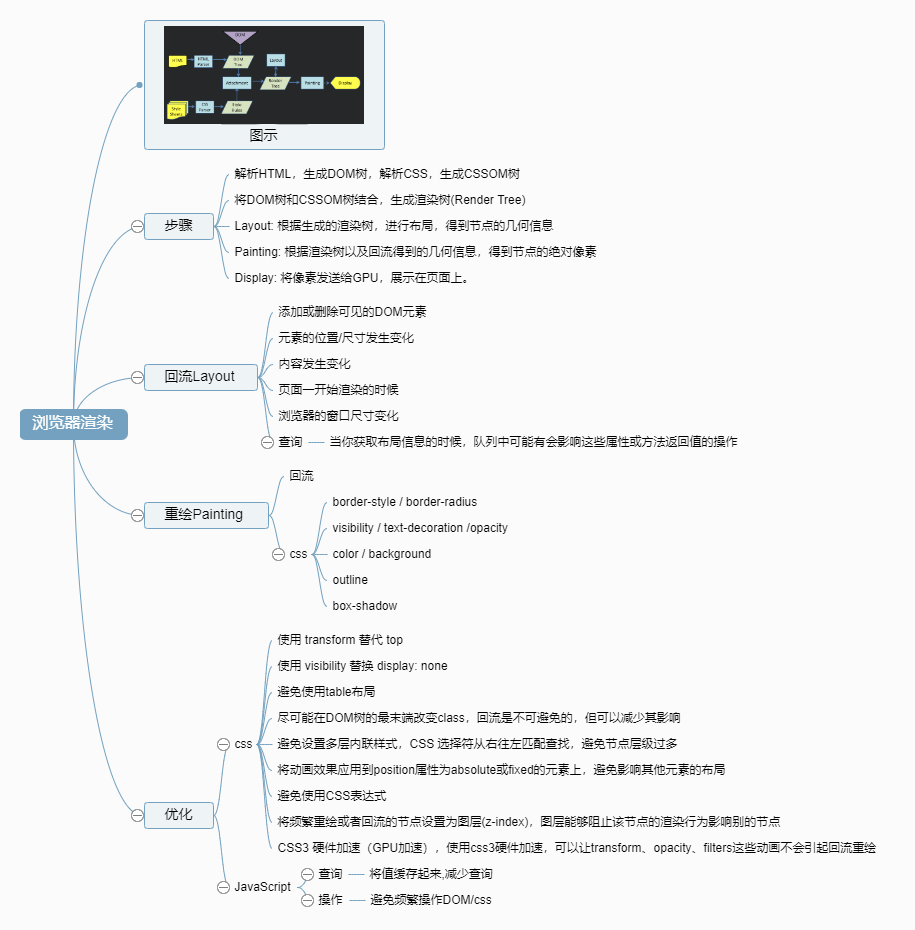 DOM
HTML
HTML Parser
DOM Tree
Layout
Attachment
Render Tree
Painting
Display
Style Sheets
CSS Parser
Style Rules
图示
解析HTML，生成DOM树，解析CSS，生成CSSOM树
将DOM树和CSSOM树结合，生成渲染树(Render Tree)
步骤
Layout: 根据生成的渲染树，进行布局，得到节点的几何信息
Painting: 根据渲染树以及回流得到的几何信息，得到节点的绝对像素
Display: 将像素发送给GPU，展示在页面上。
添加或删除可见的DOM元素
元素的位置/尺寸发生变化
内容发生变化
回流Layout
页面一开始渲染的时候
浏览器的窗口尺寸变化
浏览器渲染
查询 当你获取布局信息的时候，队列中可能有会影响这些属性或方法返回值的操作
回流
border-style / border-radius
重绘Painting
visibility / text-decoration /opacity
css
color / background
outline
box-shadow
使用 transform 替代 top
使用 visibility 替换 display: none
避免使用table布局
尽可能在DOM树的最末端改变class，回流是不可避免的，但可以减少其影响
css
避免设置多层内联样式，CSS 选择符从右往左匹配查找，避免节点层级过多
将动画效果应用到position属性为absolute或fixed的元素上，避免影响其他元素的布局
避免使用CSS表达式
优化
将频繁重绘或者回流的节点设置为图层(z-index)，图层能够阻止该节点的渲染行为影响别的节点
CSS3 硬件加速（GPU加速），使用css3硬件加速，可以让transform、opacity、filters这些动画不会引起回流重绘
JavaScript
查询 将值缓存起来,减少查询
操作 避免频繁操作DOM/css